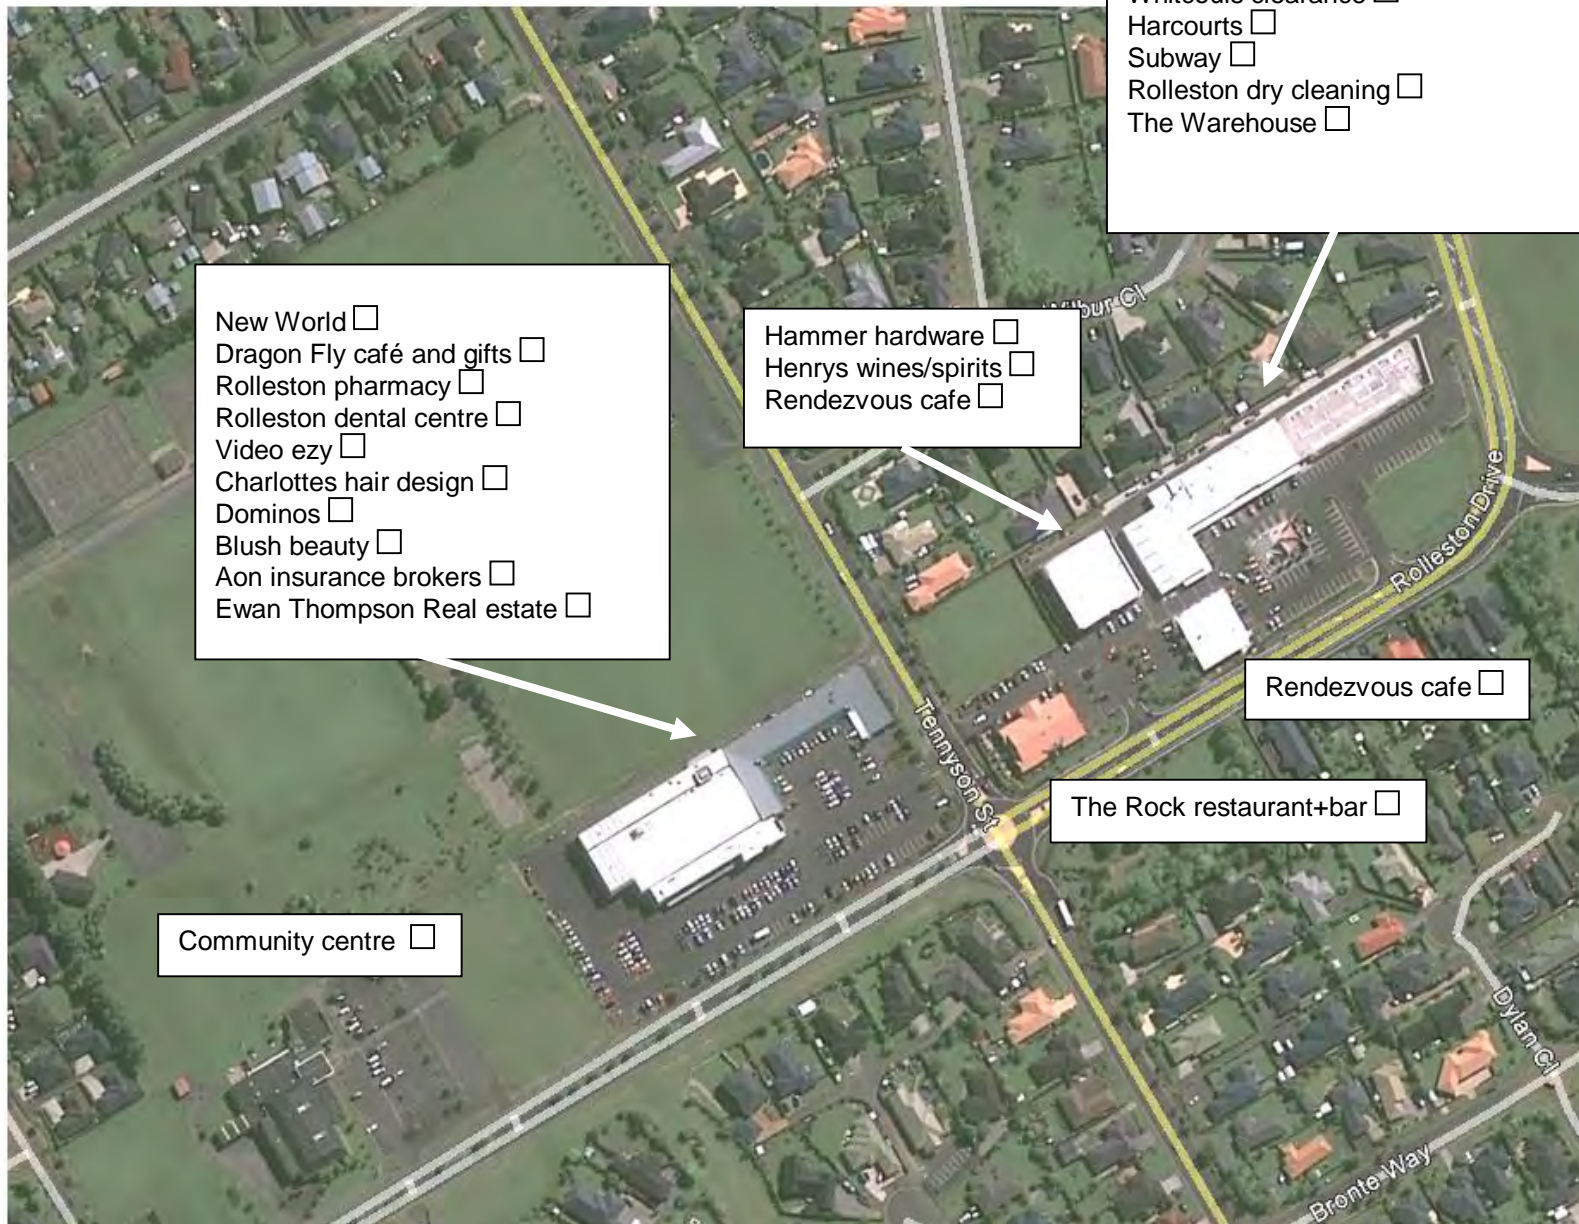 Harcourts ☐
Subway ☐
Rolleston dry cleaning ☐
The Warehouse ☐
New World ☐
Dragon Fly café and gifts ☐
Rolleston pharmacy ☐
Rolleston dental centre ☐
Video ezy ☐
Charlottes hair design ☐
Dominos ☐
Blush beauty ☐
Aon insurance brokers ☐
Ewan Thompson Real estate ☐
Wilbur Cl
Hammer hardware ☐
Henrys wines/spirits ☐
Rendezvous cafe ☐
Rolleston Drive
Rendezvous cafe ☐
Tennyson St
The Rock restaurant+bar ☐
Community centre ☐
Dylan Cl
Bronte Way